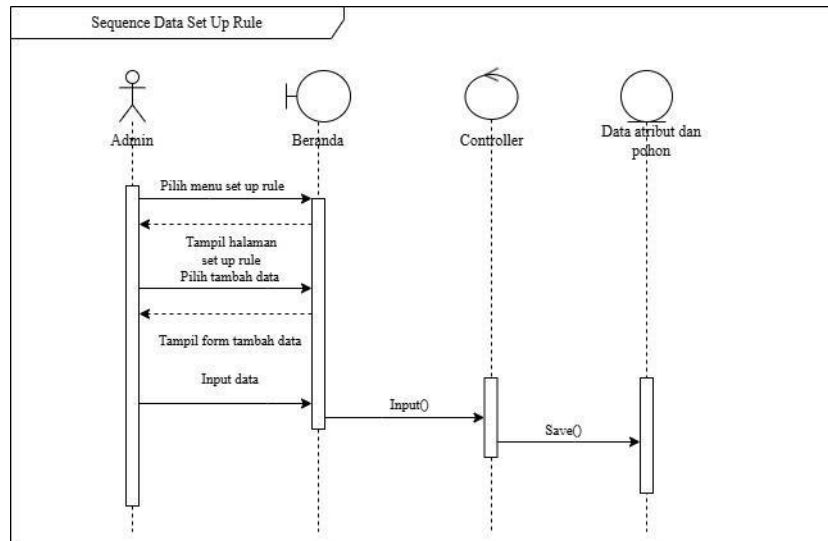 Sequence Data Set Up Rule
Admin
Beranda
Controller
Data atribut dan
pohon
Pilih menu set up rule
Tampil halaman
set up rule
Pilih tambah data
Tampil form tambah data
Input data
Input()
Save()